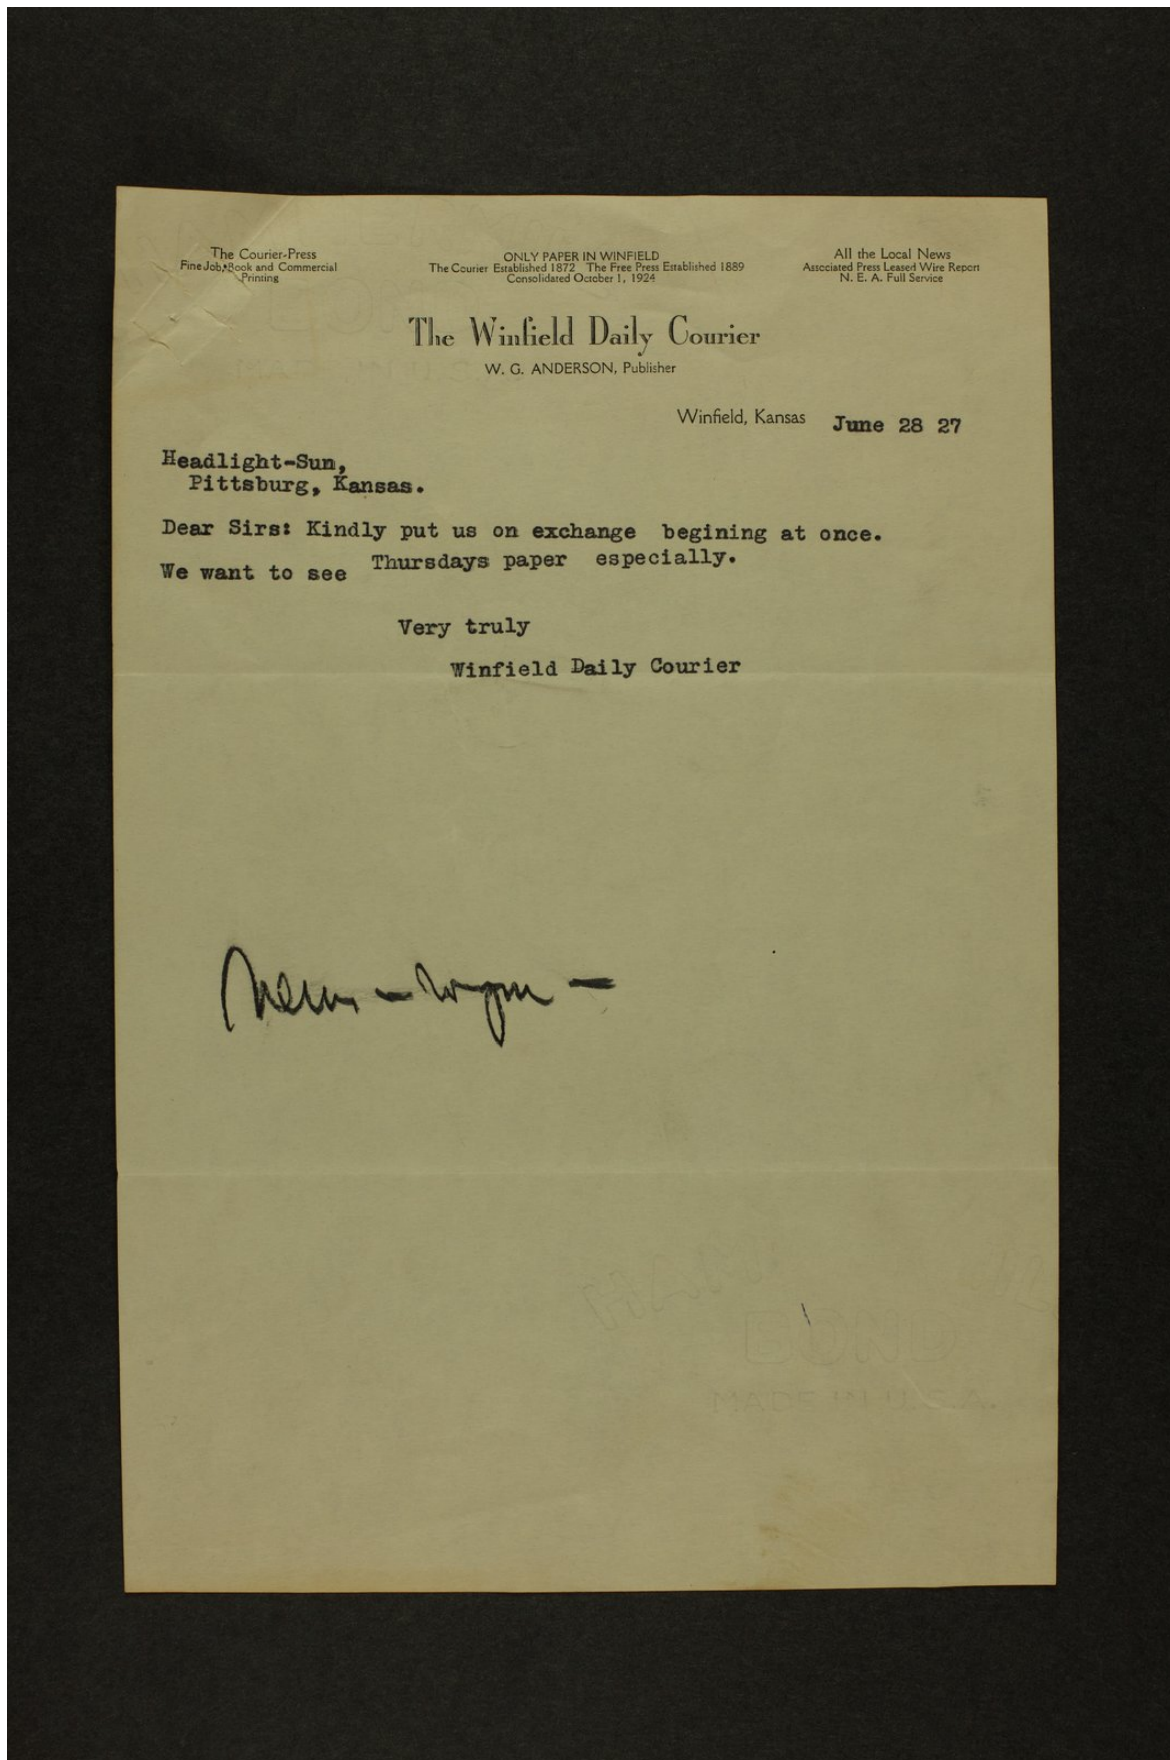 The Courier-Press
Fine Job, Book and Commercial
Printing
ONLY PAPER IN WINFIELD
The Courier Established 1872 The Free Press Established 1889
Consolidated October 1, 1924
All the Local News
Associated Press Leased Wire Report
N. E. A. Full Service
The Winfield Daily Courier
W. G. ANDERSON, Publisher
Winfield, Kansas June 28 27
Headlight-Sun,
Pittsburg, Kansas.
Dear Sirs: Kindly put us on exchange begining at once.
We want to see Thursdays paper especially.
Very truly
Winfield Daily Courier
BOND
MADE IN U.S.A.